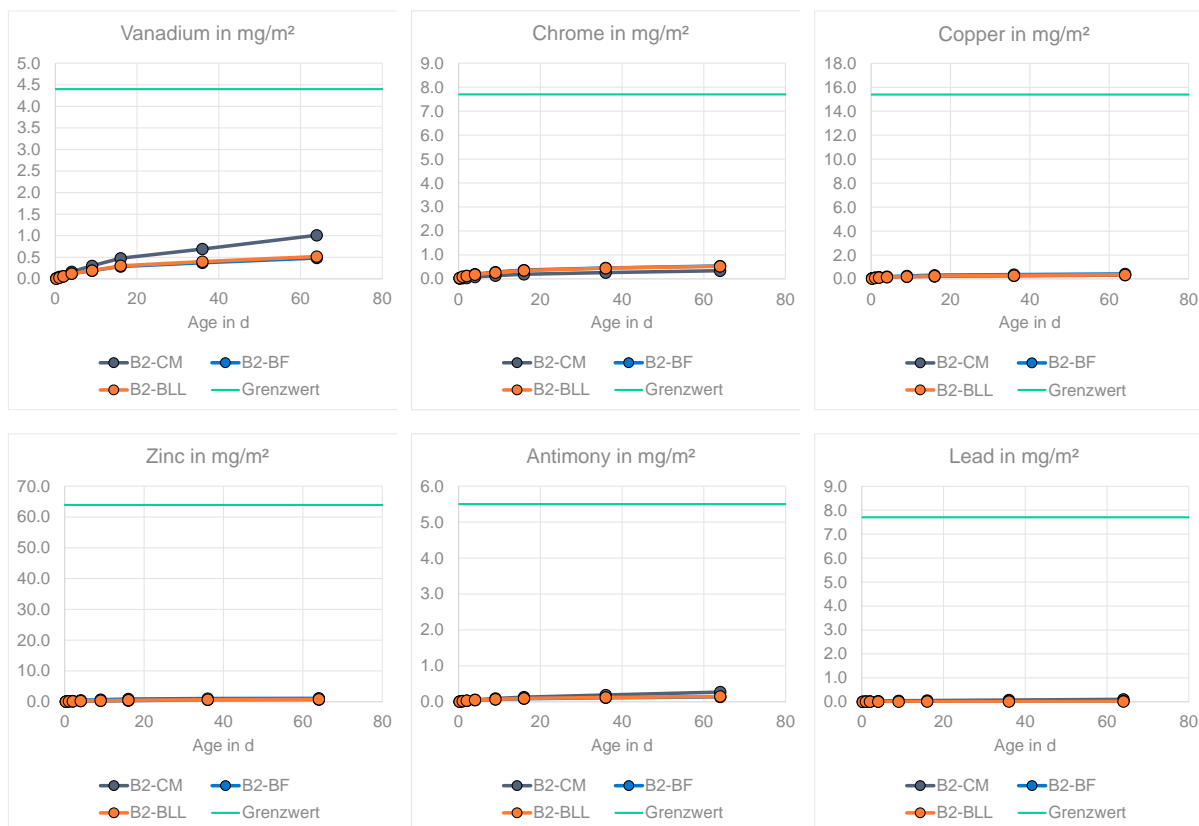 Vanadium in mg/m²
5.0
4.5
4.0
3.5
3.0
2.5
2.0
1.5
1.0
0.5
0.0
0 20 40 60 80
Age in d
B2-CM B2-BF
B2-BLL Grenzwert
Chrome in mg/m²
9.0
8.0
7.0
6.0
5.0
4.0
3.0
2.0
1.0
0.0
0 20 40 60 80
Age in d
B2-CM B2-BF
B2-BLL Grenzwert
Copper in mg/m²
18.0
16.0
14.0
12.0
10.0
8.0
6.0
4.0
2.0
0.0
0 20 40 60 80
Age in d
B2-CM B2-BF
B2-BLL Grenzwert
Zinc in mg/m²
70.0
60.0
50.0
40.0
30.0
20.0
10.0
0.0
0 20 40 60 80
Age in d
B2-CM B2-BF
B2-BLL Grenzwert
Antimony in mg/m²
6.0
5.0
4.0
3.0
2.0
1.0
0.0
0 20 40 60 80
Age in d
B2-CM B2-BF
B2-BLL Grenzwert
Lead in mg/m²
9.0
8.0
7.0
6.0
5.0
4.0
3.0
2.0
1.0
0.0
0 20 40 60 80
Age in d
B2-CM B2-BF
B2-BLL Grenzwert